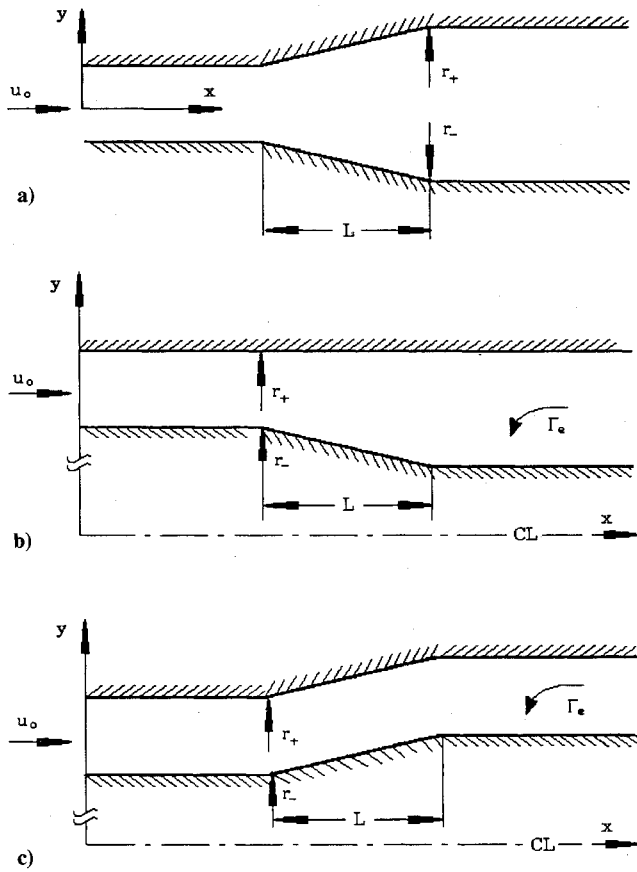 y
u₀
x
r₊
r₋
a)
L
y
u₀
r₊
Γₑ
r₋
L
x
b)
CL
y
u₀
r₊
Γₑ
r₋
L
x
c)
CL